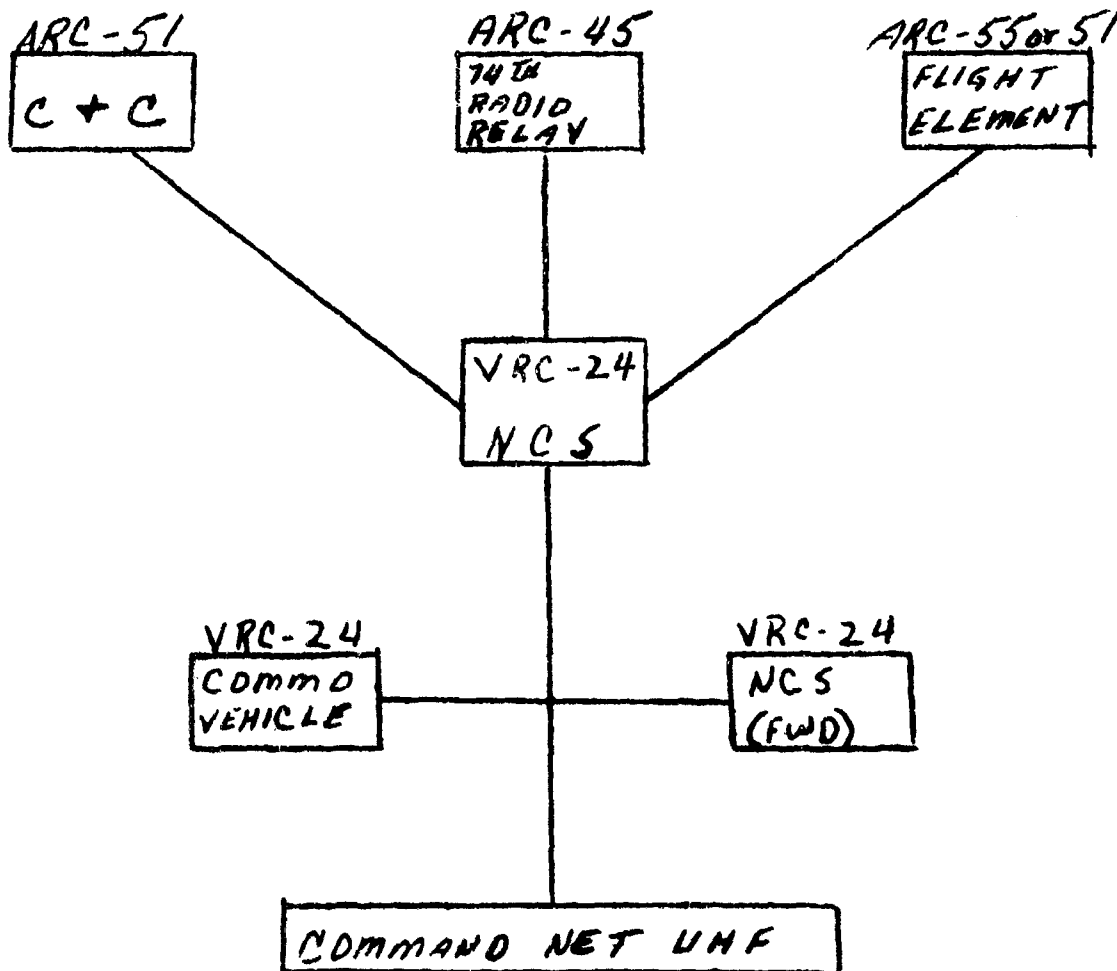 ARC-51
C + C
ARC-45
74TH
RADIO
RELAY
ARC-55 or 51
FLIGHT
ELEMENT
VRC-24
NCS
VRC-24
COMMO
VEHICLE
VRC-24
NCS
(FWD)
COMMAND NET UHF